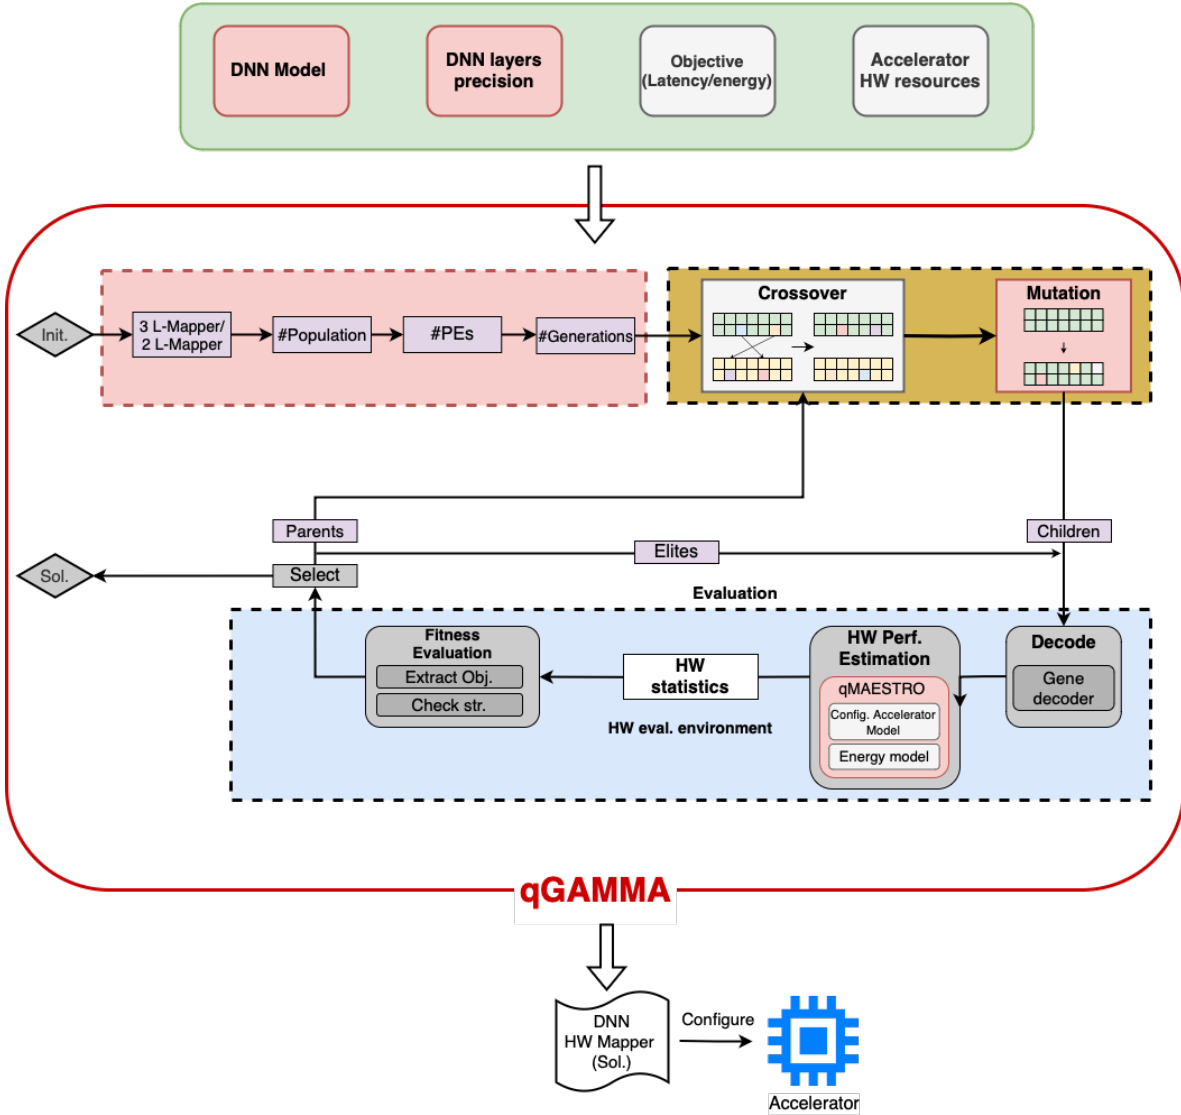 DNN Model
DNN layers
precision
Objective
(Latency/energy)
Accelerator
HW resources
Init.
3 L-Mapper/
2 L-Mapper
#Population
#PEs
#Generations
Crossover
Mutation
Parents
Children
Elites
Sol.
Select
Evaluation
Fitness
Evaluation
Extract Obj.
Check str.
HW
statistics
HW eval. environment
HW Perf.
Estimation
qMAESTRO
Config. Accelerator
Model
Energy model
Decode
Gene
decoder
qGAMMA
DNN
HW Mapper
(Sol.)
Configure
Accelerator